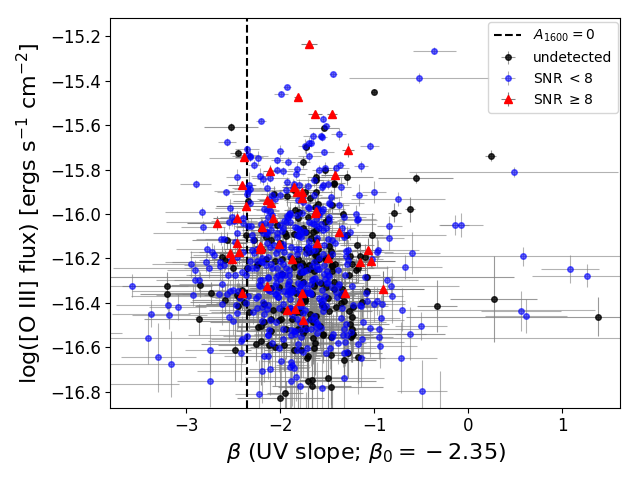 $A_{1600} = 0$
undetected
SNR < 8
SNR ≥ 8
log([O III] flux) [ergs s⁻¹ cm⁻²]
−15.2
−15.4
−15.6
−15.8
−16.0
−16.2
−16.4
−16.6
−16.8
−3 −2 −1 0 1
β (UV slope; β₀ = −2.35)